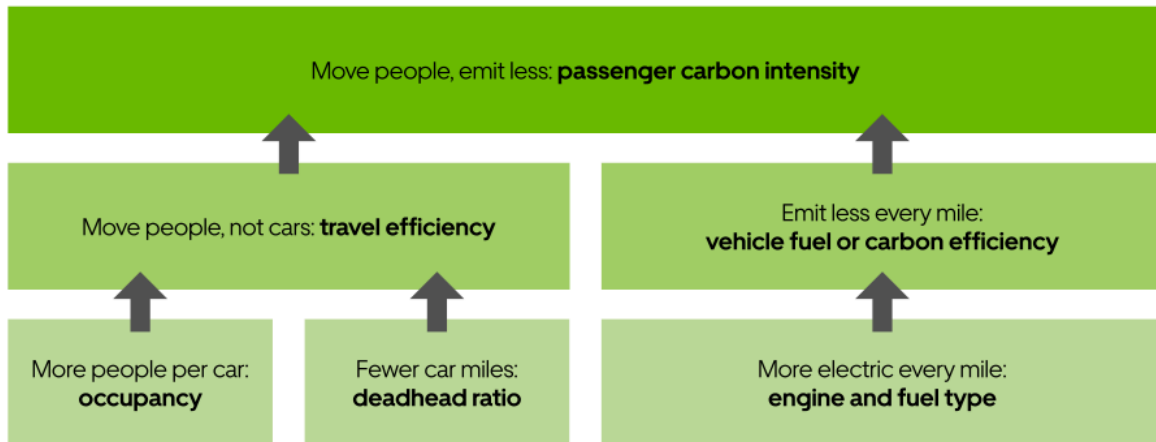 Move people, emit less: passenger carbon intensity
Move people, not cars: travel efficiency
Emit less every mile:
vehicle fuel or carbon efficiency
More people per car:
occupancy
Fewer car miles:
deadhead ratio
More electric every mile:
engine and fuel type